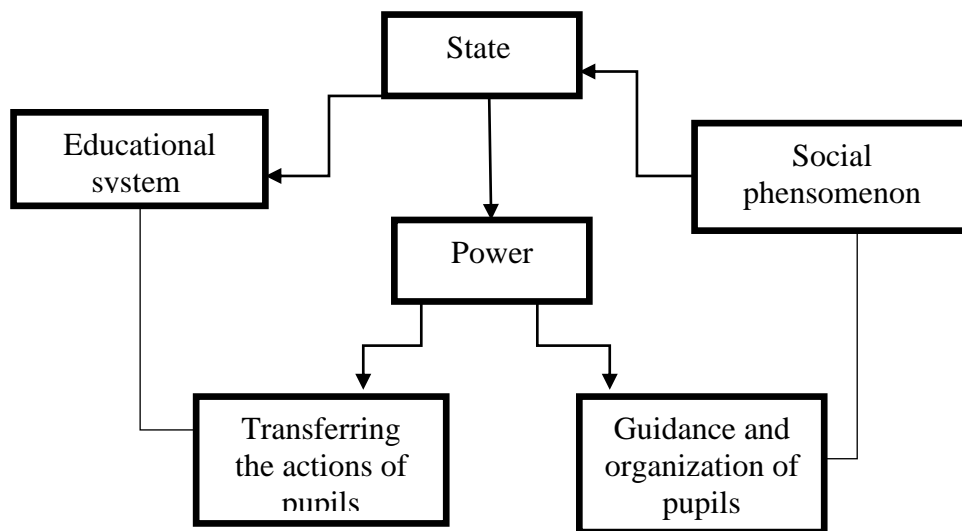 State
Educational
system
Social
phensomenon
Power
Transferring
the actions of
pupils
Guidance and
organization of
pupils